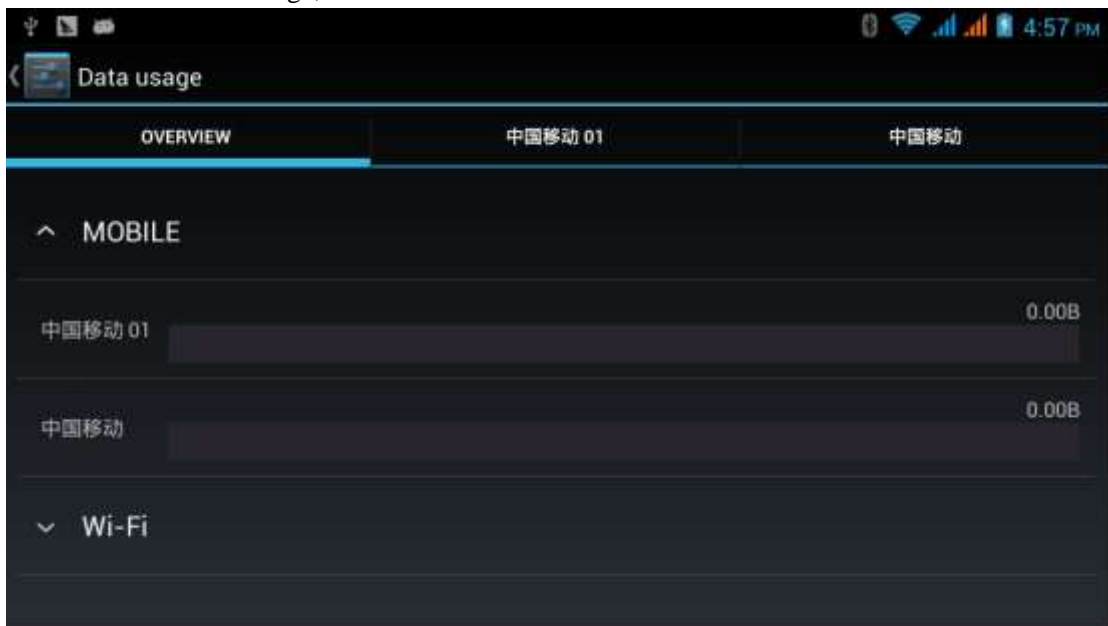 4:57 PM
Data usage
OVERVIEW
中国移动 01
中国移动
MOBILE
0.00B
中国移动 01
0.00B
中国移动
Wi-Fi